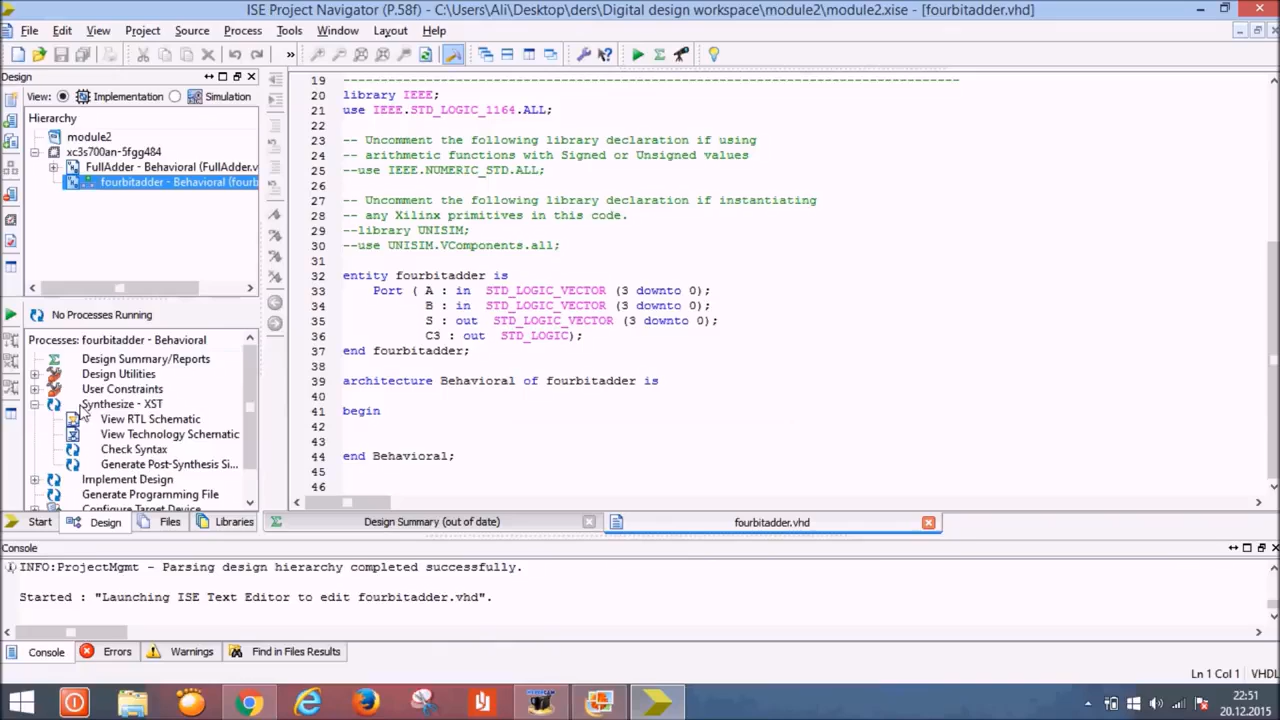 ISE Project Navigator (P.58f) - C:\Users\Ali\Desktop\ders\Digital design workspace\module2\module2.xise - [fourbitadder.vhd]
File Edit View Project Source Process Tools Window Layout Help
Design
View: Implementation Simulation
Hierarchy
module2
xc3s700an-5fgg484
FullAdder - Behavioral (FullAdder.v
fourbitadder - Behavioral (fourb
No Processes Running
Processes: fourbitadder - Behavioral
Design Summary/Reports
Design Utilities
User Constraints
Synthesize - XST
View RTL Schematic
View Technology Schematic
Check Syntax
Generate Post-Synthesis Si...
Implement Design
Generate Programming File
Configure Target Device
Start Design Files Libraries
19 ----------------------------------------------------------------------------------
20 library IEEE;
21 use IEEE.STD_LOGIC_1164.ALL;
22
23 -- Uncomment the following library declaration if using
24 -- arithmetic functions with Signed or Unsigned values
25 --use IEEE.NUMERIC_STD.ALL;
26
27 -- Uncomment the following library declaration if instantiating
28 -- any Xilinx primitives in this code.
29 --library UNISIM;
30 --use UNISIM.VComponents.all;
31
32 entity fourbitadder is
33 Port ( A : in STD_LOGIC_VECTOR (3 downto 0);
34 B : in STD_LOGIC_VECTOR (3 downto 0);
35 S : out STD_LOGIC_VECTOR (3 downto 0);
36 C3 : out STD_LOGIC);
37 end fourbitadder;
38
39 architecture Behavioral of fourbitadder is
40
41 begin
42
43
44 end Behavioral;
45
46
Design Summary (out of date) fourbitadder.vhd
Console
INFO:ProjectMgmt - Parsing design hierarchy completed successfully.
Started : "Launching ISE Text Editor to edit fourbitadder.vhd".
Console Errors Warnings Find in Files Results
Ln 1 Col 1 VHDL
22:51
20.12.2015